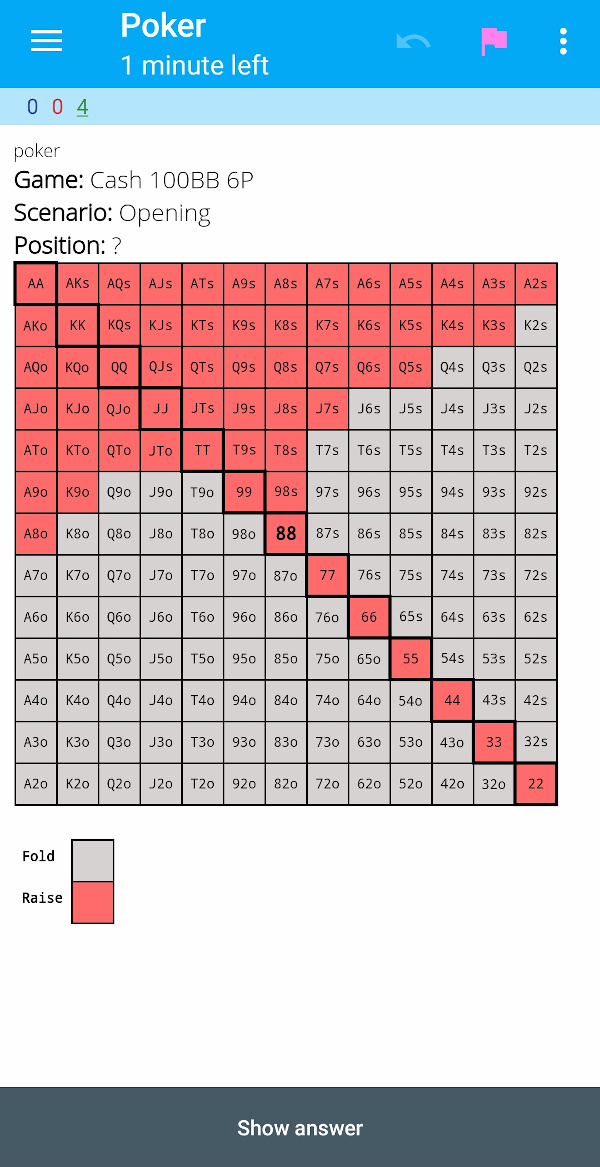 Poker
1 minute left
0 0 4
poker
Game: Cash 100BB 6P
Scenario: Opening
Position: ?
AA AKs AQs AJs ATs A9s A8s A7s A6s A5s A4s A3s A2s
AKo KK KQs KJs KTs K9s K8s K7s K6s K5s K4s K3s K2s
AQo KQo QQ QJs QTs Q9s Q8s Q7s Q6s Q5s Q4s Q3s Q2s
AJo KJo QJo JJ JTs J9s J8s J7s J6s J5s J4s J3s J2s
ATo KTo QTo JTo TT T9s T8s T7s T6s T5s T4s T3s T2s
A9o K9o Q9o J9o T9o 99 98s 97s 96s 95s 94s 93s 92s
A8o K8o Q8o J8o T8o 98o 88 87s 86s 85s 84s 83s 82s
A7o K7o Q7o J7o T7o 97o 87o 77 76s 75s 74s 73s 72s
A6o K6o Q6o J6o T6o 96o 86o 76o 66 65s 64s 63s 62s
A5o K5o Q5o J5o T5o 95o 85o 75o 65o 55 54s 53s 52s
A4o K4o Q4o J4o T4o 94o 84o 74o 64o 54o 44 43s 42s
A3o K3o Q3o J3o T3o 93o 83o 73o 63o 53o 43o 33 32s
A2o K2o Q2o J2o T2o 92o 82o 72o 62o 52o 42o 32o 22
Fold
Raise
Show answer